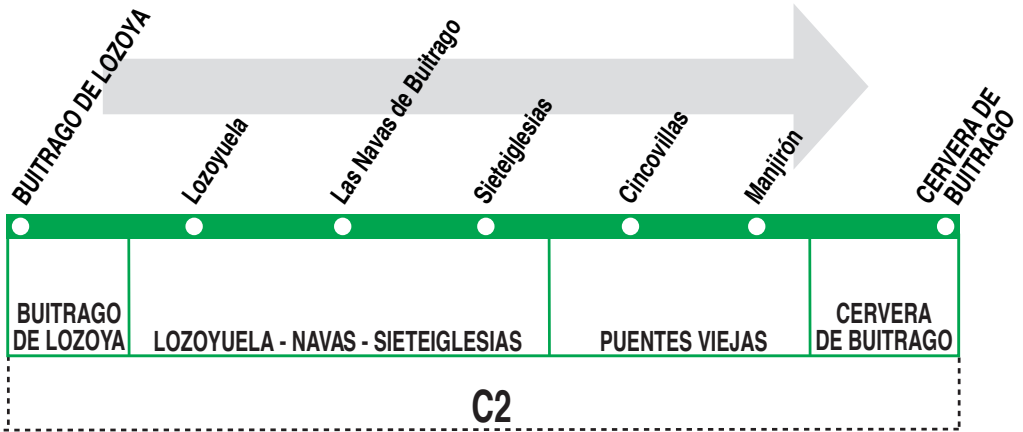 BUITRAGO DE LOZOYA
Lozoyuela
Las Navas de Buitrago
Sieteiglesias
Cincovillas
Manjirón
CERVERA DE
BUITRAGO
BUITRAGO
DE LOZOYA
LOZOYUELA - NAVAS - SIETEIGLESIAS
PUENTES VIEJAS
CERVERA
DE BUITRAGO
C2